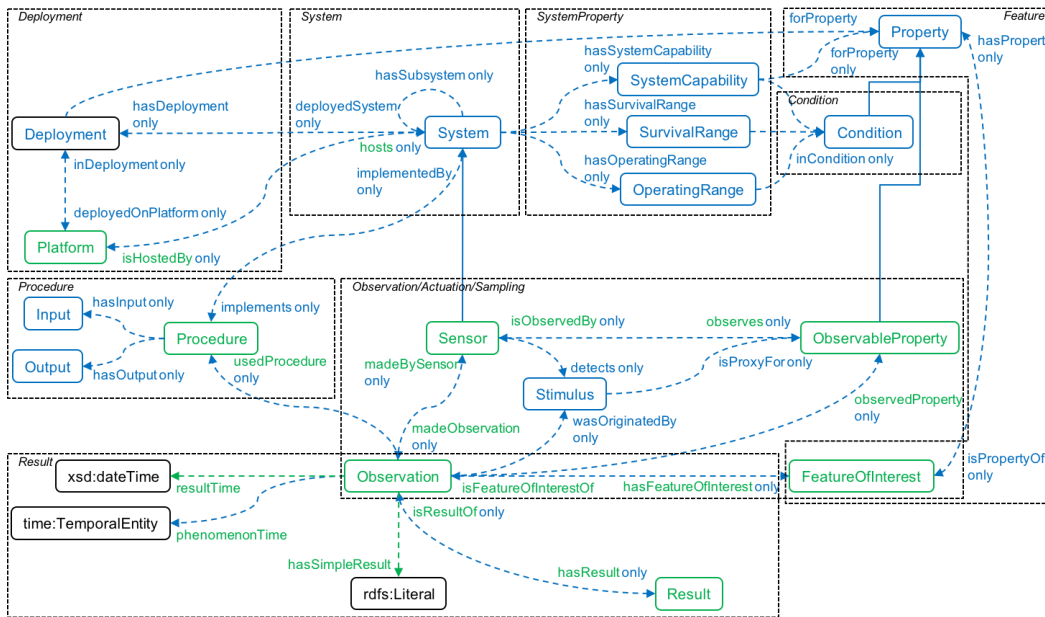 Deployment
System
SystemProperty
Feature
forProperty
Property
hasProperty
only
forProperty
only
hasSystemCapability
only
SystemCapability
hasSubsystem only
hasDeployment
only
deployedSystem
only
hasSurvivalRange
only
Condition
Deployment
System
SurvivalRange
Condition
hosts only
inDeployment only
implementedBy
only
hasOperatingRange
only
inCondition only
OperatingRange
deployedOnPlatform only
Platform
isHostedBy only
Procedure
Observation/Actuation/Sampling
hasInput only
Input
implements only
Procedure
Output
hasOutput only
usedProcedure
only
Sensor
isObservedBy only
observes only
ObservableProperty
madeBySensor
only
detects only
isProxyFor only
Stimulus
observedProperty
only
madeObservation
only
wasOriginatedBy
only
Result
xsd:dateTime
resultTime
Observation
isFeatureOfInterestOf
hasFeatureOfInterest only
FeatureOfInterest
isPropertyOf
only
time:TemporalEntity
phenomenonTime
isResultOf only
hasSimpleResult
hasResult only
rdfs:Literal
Result